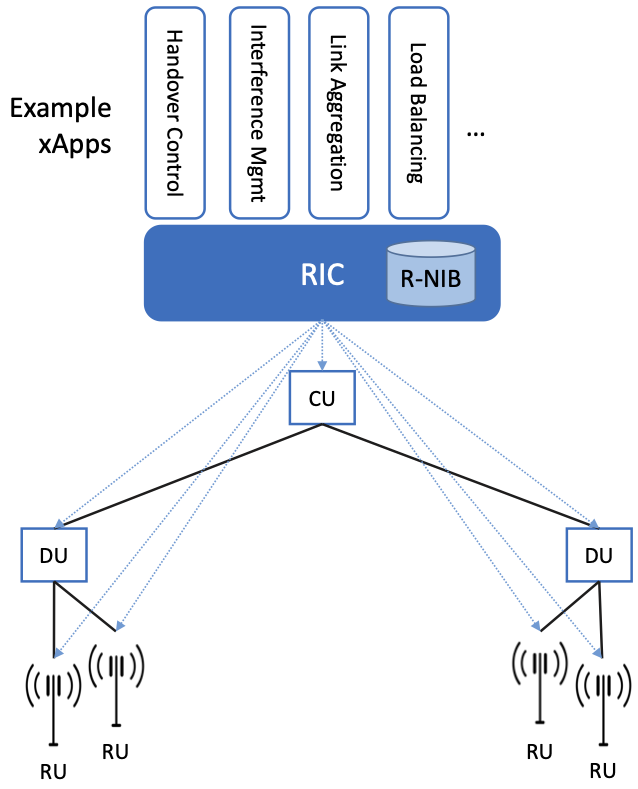 Handover Control
Interference Mgmt
Link Aggregation
Load Balancing
Example
xApps
...
RIC
R-NIB
CU
DU
DU
RU
RU
RU
RU